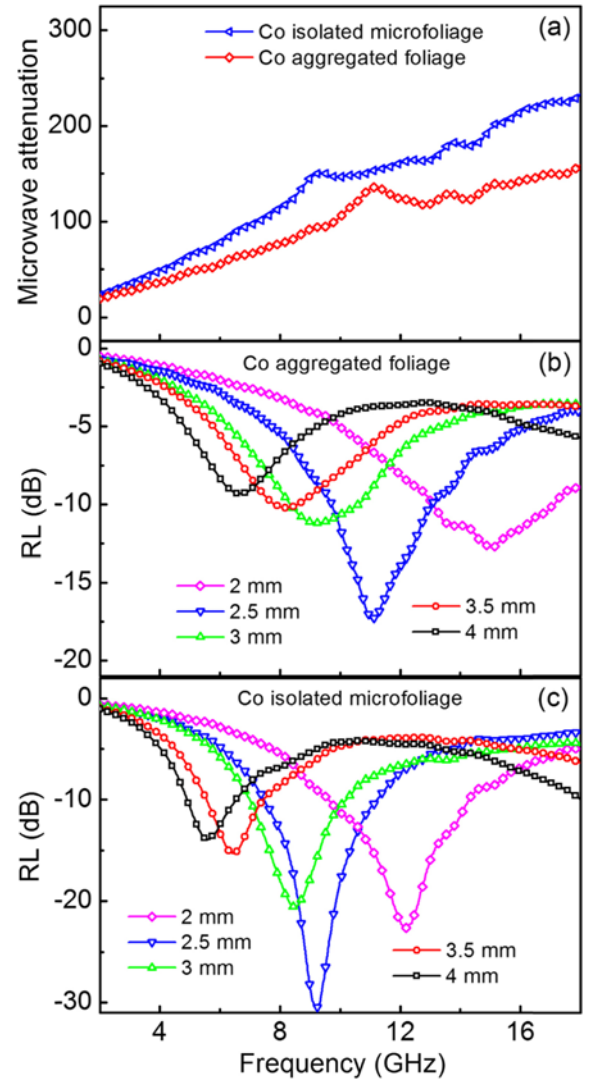 300
200
100
0
Microwave attenuation
Co isolated microfoliage
Co aggregated foliage
(a)
0
-5
-10
-15
-20
RL (dB)
Co aggregated foliage
(b)
2 mm
2.5 mm
3 mm
3.5 mm
4 mm
0
-10
-20
-30
RL (dB)
Co isolated microfoliage
(c)
2 mm
2.5 mm
3 mm
3.5 mm
4 mm
4
8
12
16
Frequency (GHz)